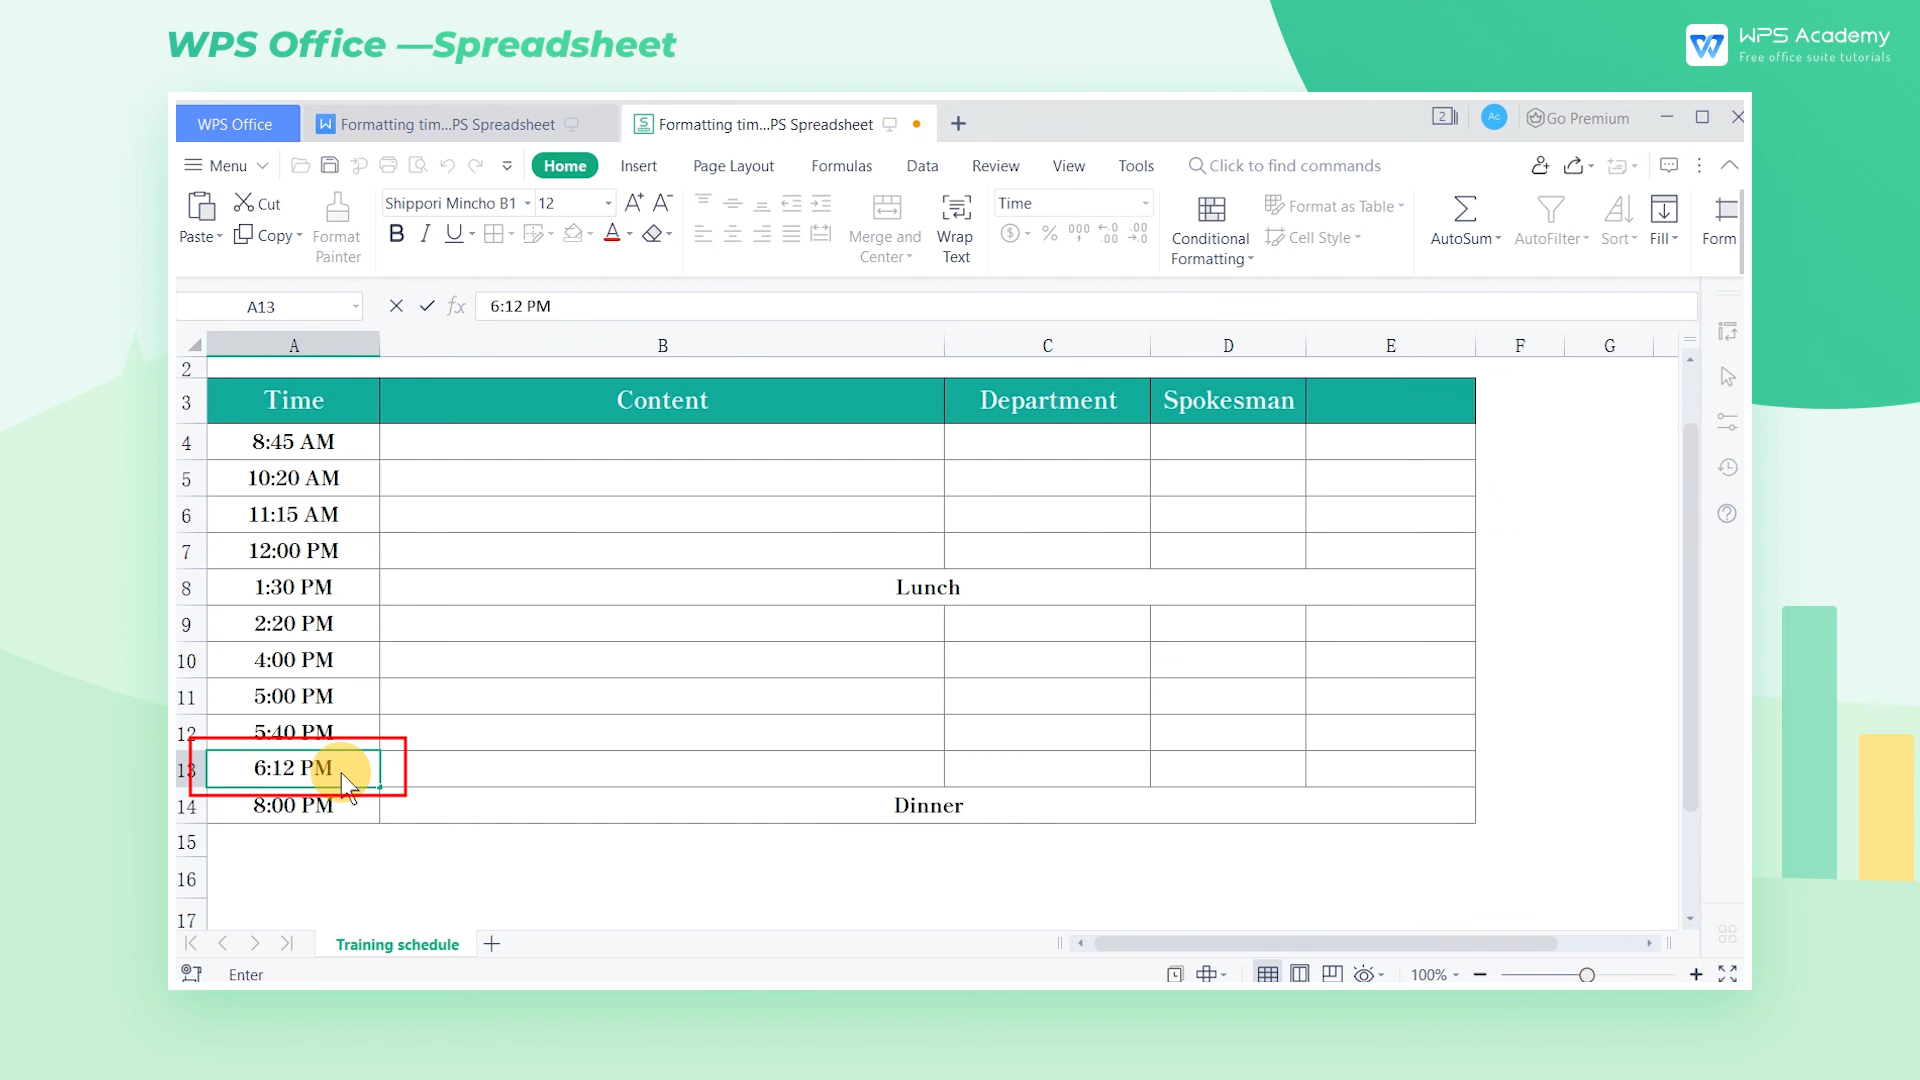 WPS Office —Spreadsheet
WPS Academy
Free office suite tutorials
WPS Office
Formatting tim...PS Spreadsheet
Formatting tim...PS Spreadsheet
2
Ac
Go Premium
Menu
Home
Insert
Page Layout
Formulas
Data
Review
View
Tools
Click to find commands
Paste
Cut
Copy
Format
Painter
Shippori Mincho B1
12
Merge and
Center
Wrap
Text
Time
Conditional
Formatting
Format as Table
Cell Style
AutoSum
AutoFilter
Sort
Fill
Form
A13
fx
6:12 PM
A B C D E F G
2
3 Time Content Department Spokesman
4 8:45 AM
5 10:20 AM
6 11:15 AM
7 12:00 PM
8 1:30 PM Lunch
9 2:20 PM
10 4:00 PM
11 5:00 PM
12 5:40 PM
13 6:12 PM
14 8:00 PM Dinner
15
16
17
Training schedule
Enter
100%